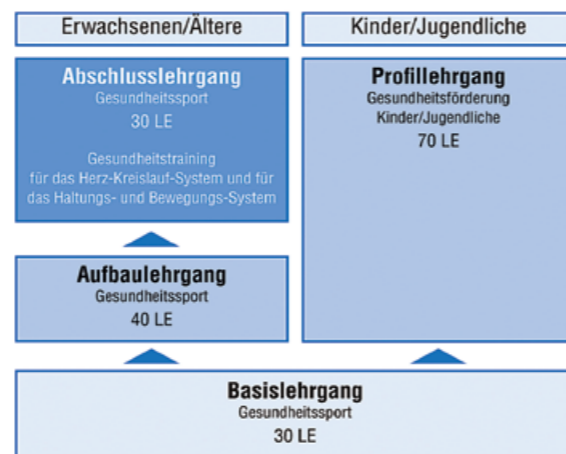 Erwachsenen/Ältere
Kinder/Jugendliche
Abschlusslehrgang
Gesundheitssport
30 LE
Gesundheitstraining
für das Herz-Kreislauf-System und für
das Haltungs- und Bewegungs-System
Profillehrgang
Gesundheitsförderung
Kinder/Jugendliche
70 LE
Aufbaulehrgang
Gesundheitssport
40 LE
Basislehrgang
Gesundheitssport
30 LE